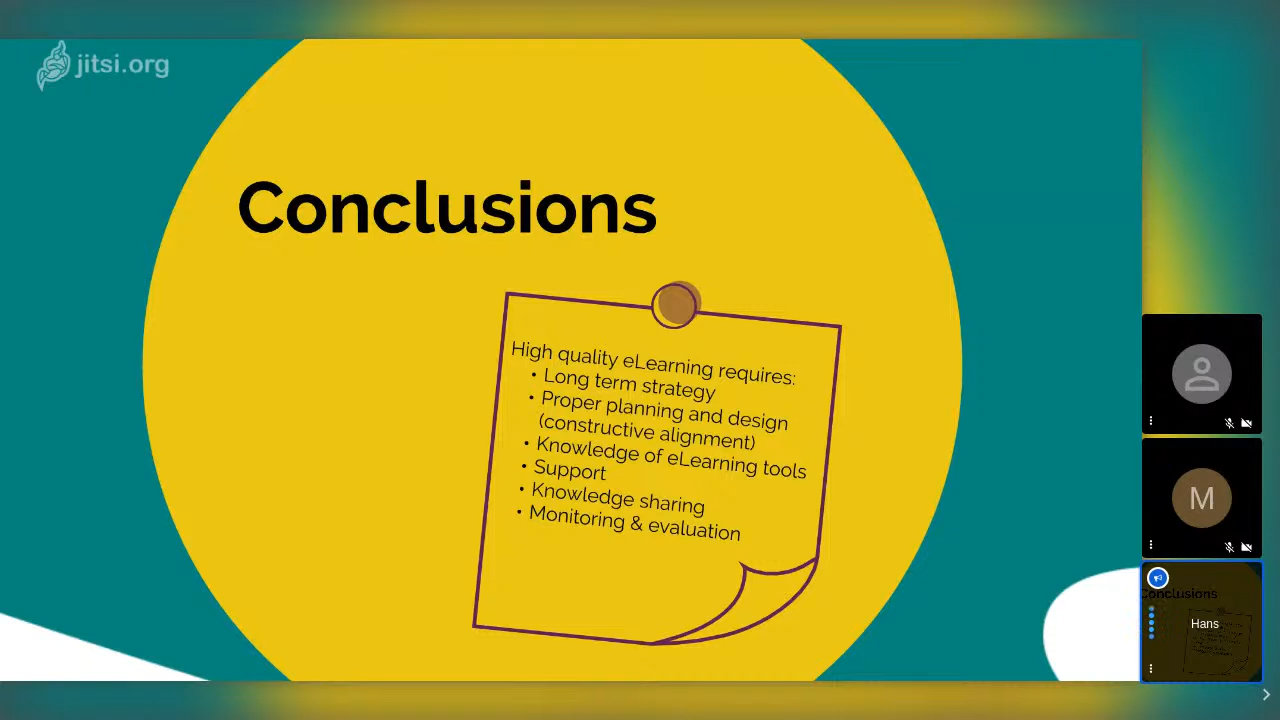 jitsi.org
Conclusions
High quality eLearning requires:
• Long term strategy
• Proper planning and design
(constructive alignment)
• Knowledge of eLearning tools
• Support
• Knowledge sharing
• Monitoring & evaluation
M
Conclusions
Hans